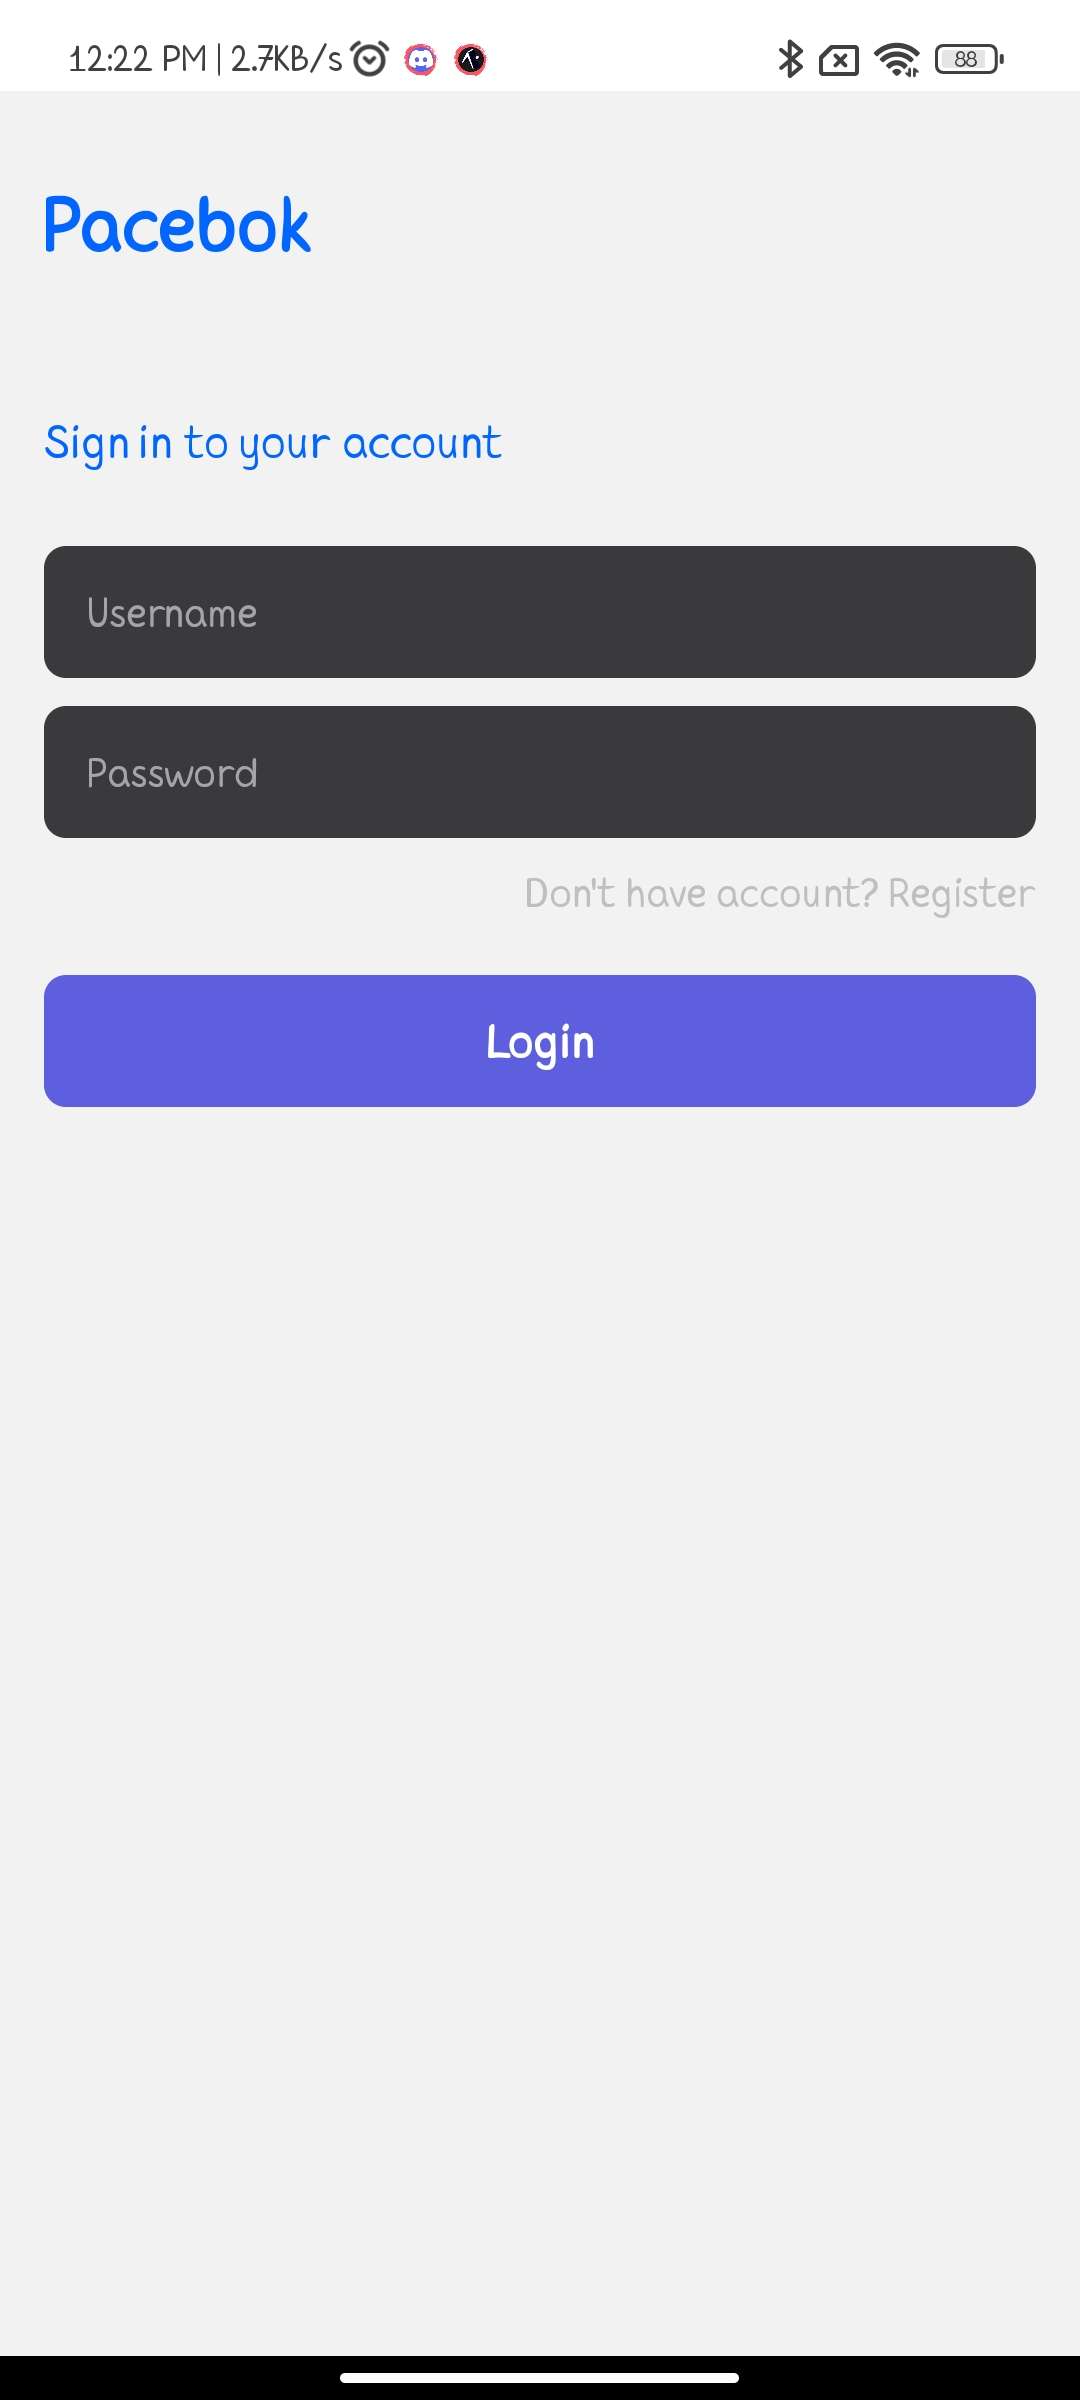 12:22 PM | 2.7KB/s 88
Pacebok
Sign in to your account
Username
Password
Don't have account? Register
Login